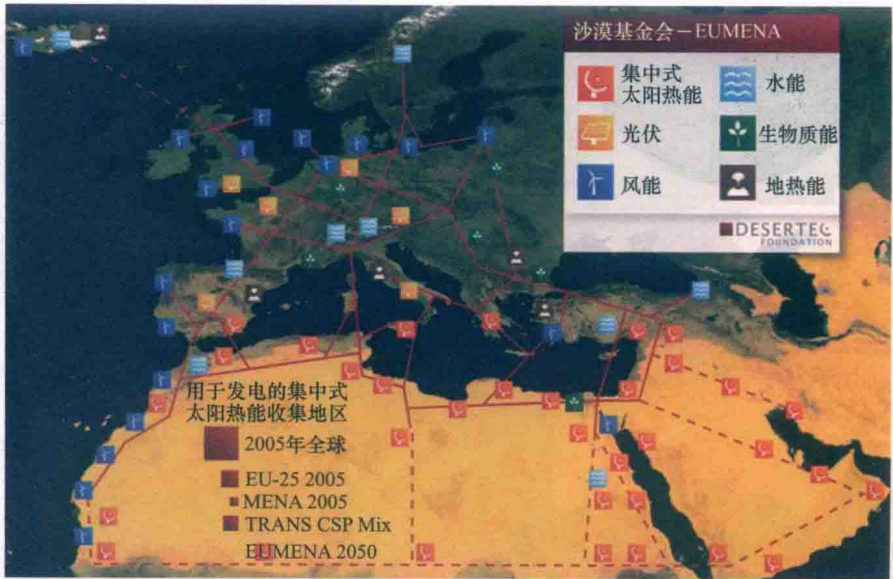 沙漠基金会－EUMENA
集中式
太阳热能
水能
光伏
生物质能
风能
地热能
DESERTEC
FOUNDATION
用于发电的集中式
太阳热能收集地区
2005年全球
EU-25 2005
MENA 2005
TRANS CSP Mix
EUMENA 2050